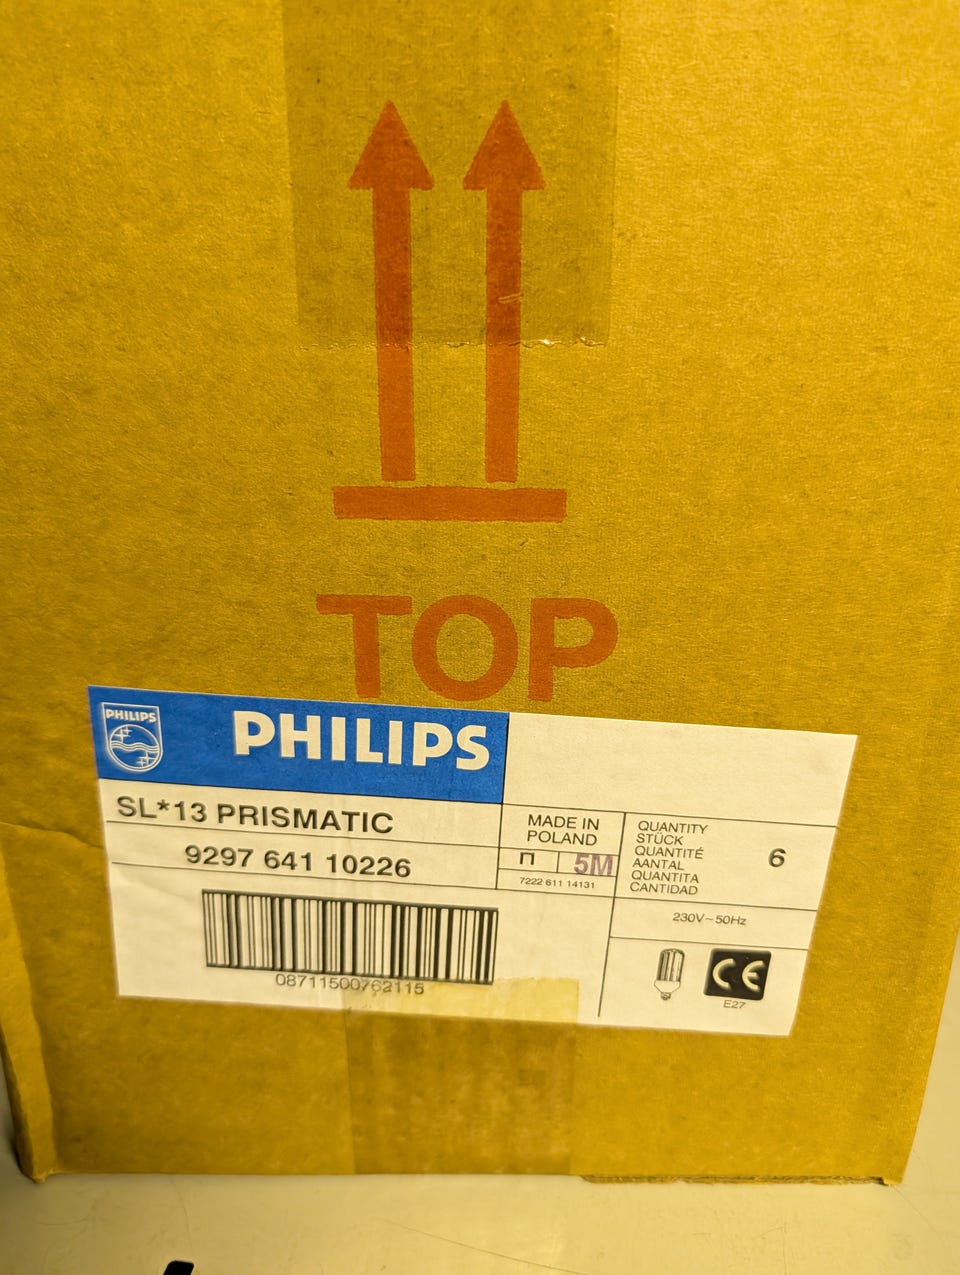 TOP
PHILIPS
PHILIPS
SL*13 PRISMATIC
9297 641 10226
08711500762115
MADE IN
POLAND
⊓ 5M
7222 611 14131
QUANTITY
STÜCK
QUANTITÉ
AANTAL
QUANTITA
CANTIDAD
6
230V~50Hz
CE
E27